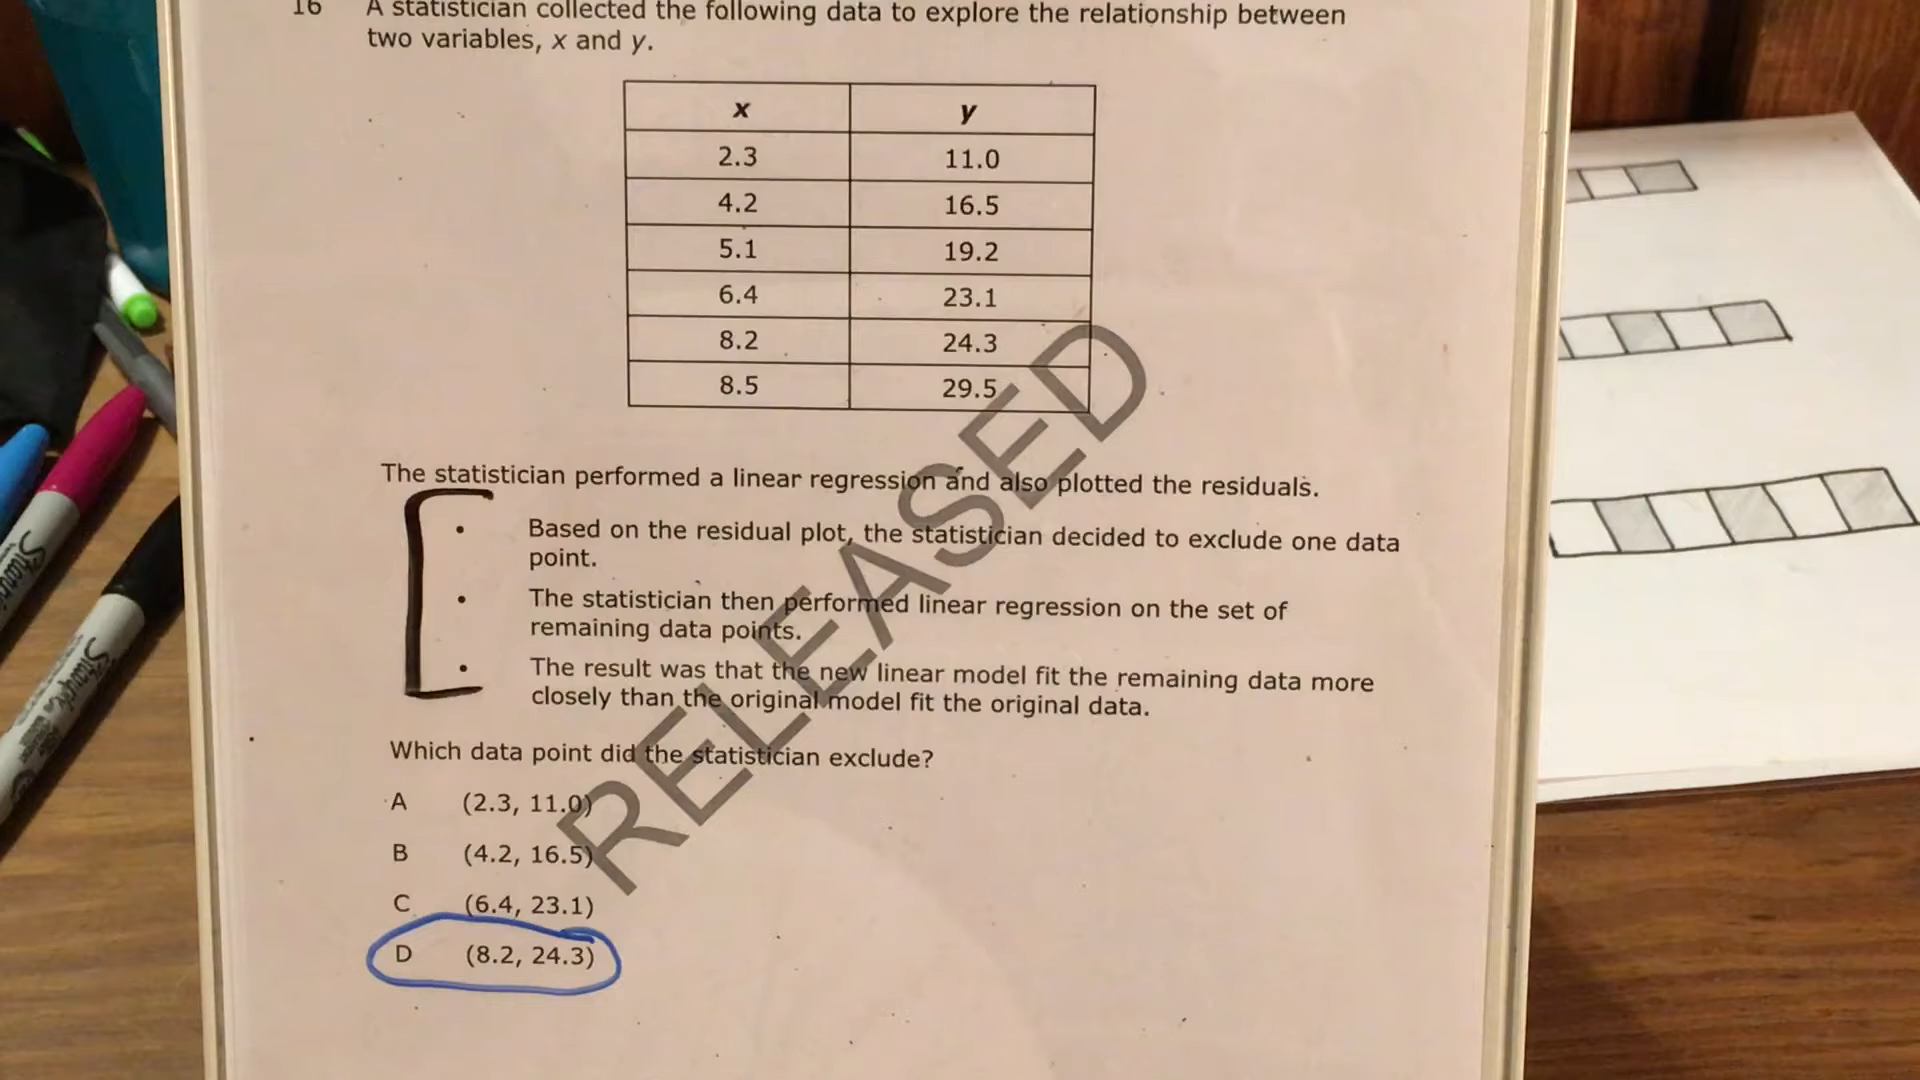 16 A statistician collected the following data to explore the relationship between
two variables, x and y.
x y
2.3 11.0
4.2 16.5
5.1 19.2
6.4 23.1
8.2 24.3
8.5 29.5
The statistician performed a linear regression and also plotted the residuals.
• Based on the residual plot, the statistician decided to exclude one data
point.
• The statistician then performed linear regression on the set of
remaining data points.
• The result was that the new linear model fit the remaining data more
closely than the original model fit the original data.
Which data point did the statistician exclude?
A (2.3, 11.0)
B (4.2, 16.5)
C (6.4, 23.1)
D (8.2, 24.3)
RELEASED
Sharpie